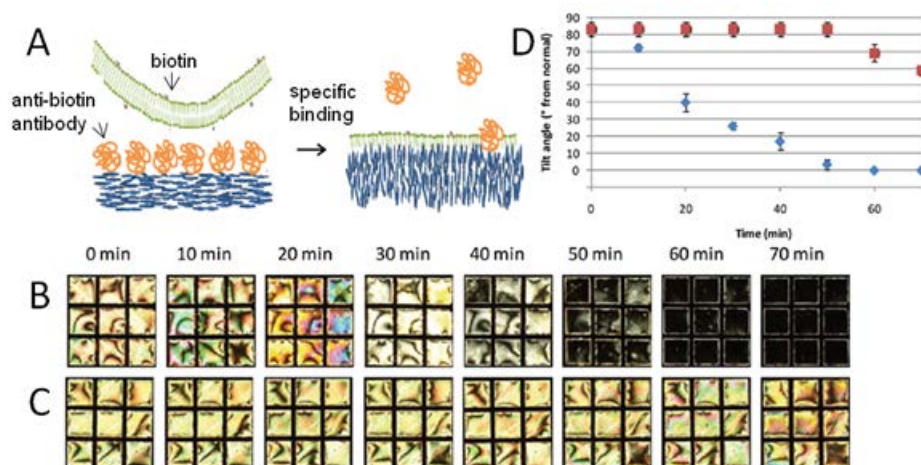 A
biotin
anti-biotin
antibody
specific
binding
D
Tilt angle (° from normal)
90
80
70
60
50
40
30
20
10
0
0
20
40
60
Time (min)
0 min 10 min 20 min 30 min 40 min 50 min 60 min 70 min
B
C